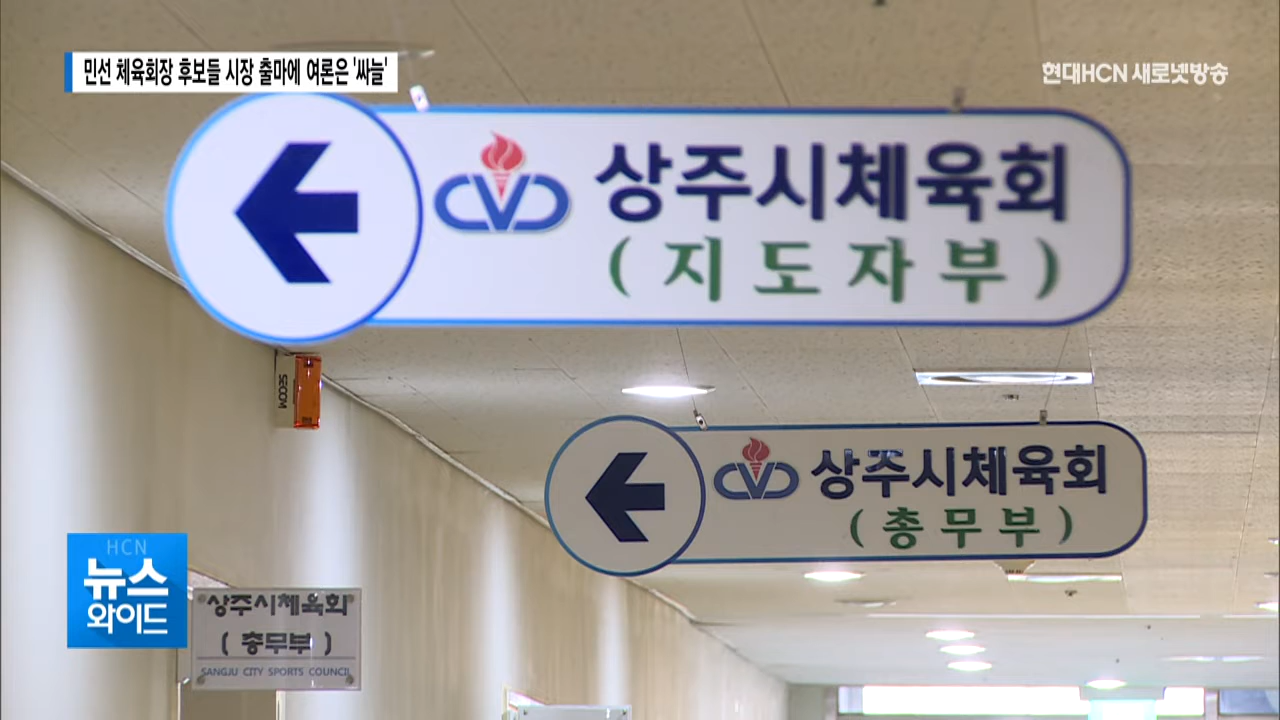 민선 체육회장 후보들 시장 출마에 여론은 '싸늘'
현대HCN 새로넷방송
상주시체육회
(지도자부)
SECOM
상주시체육회
(총무부)
HCN
뉴스
와이드
상주시체육회
(총무부)
SANGJU CITY SPORTS COUNCIL